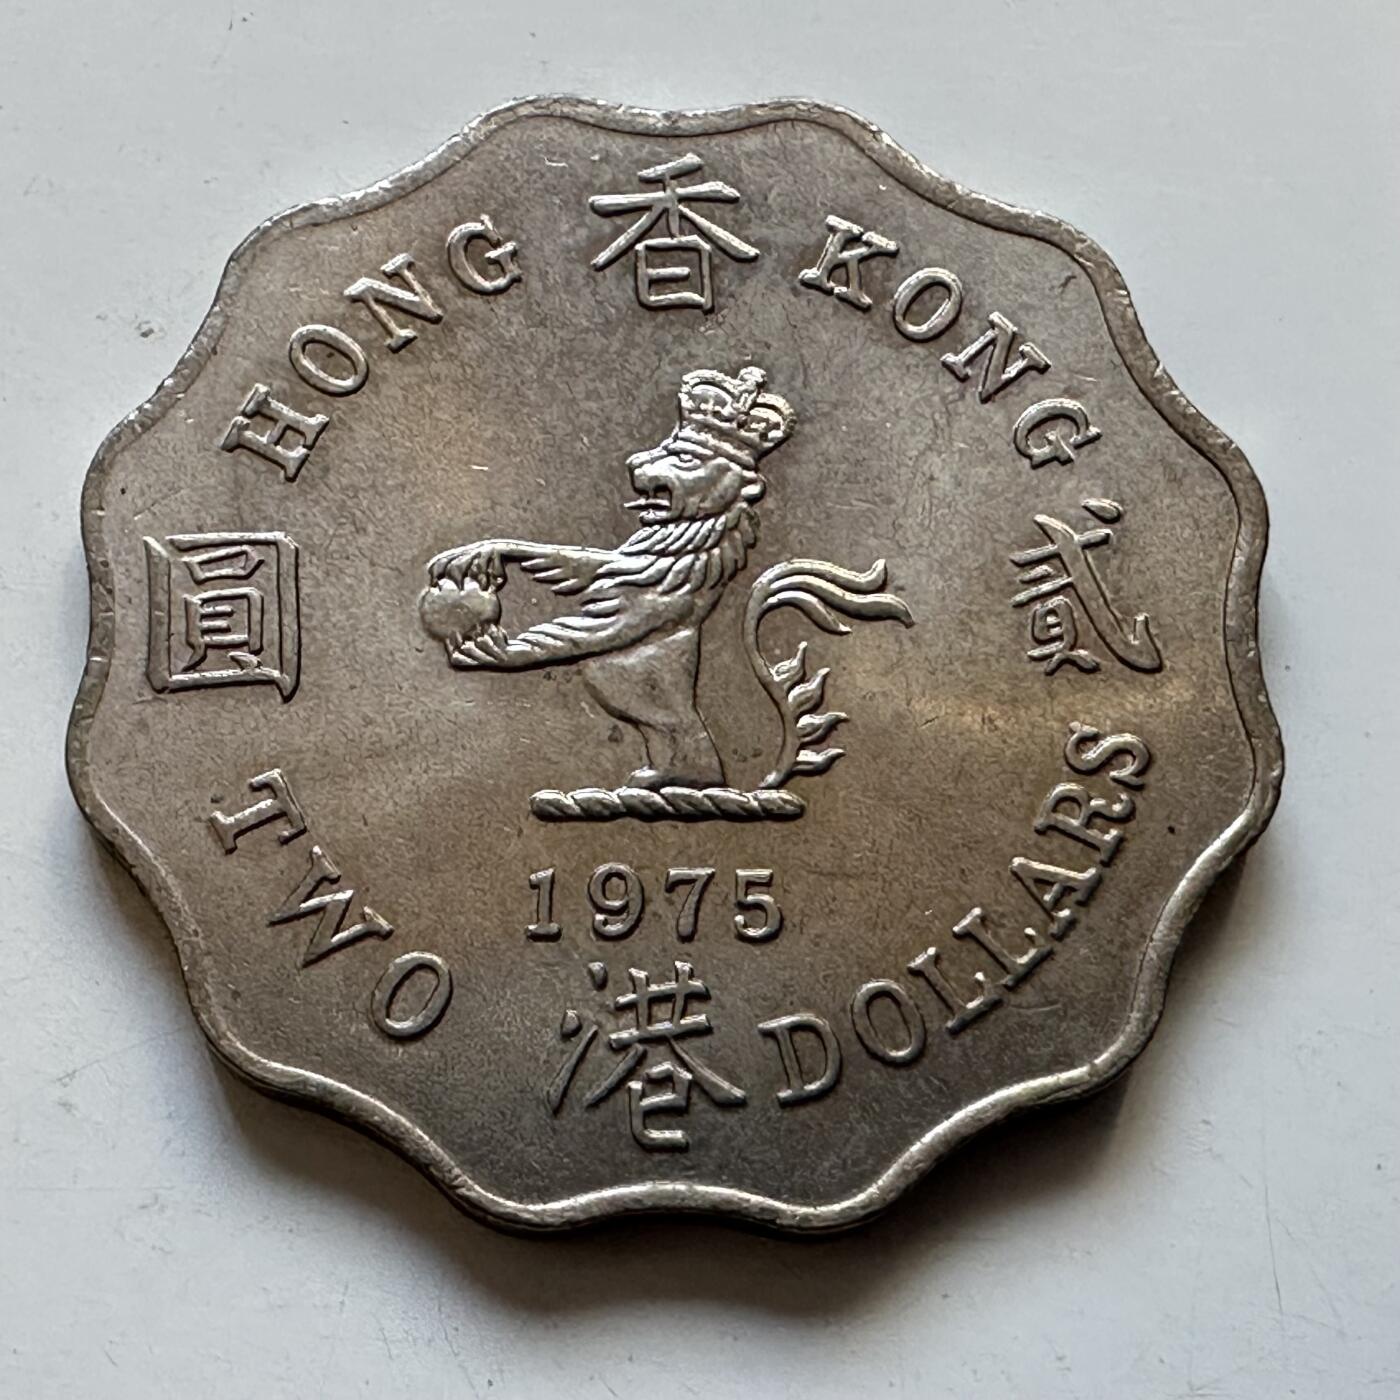 HONG KONG
香
圓
貳
1975
港
TWO DOLLARS